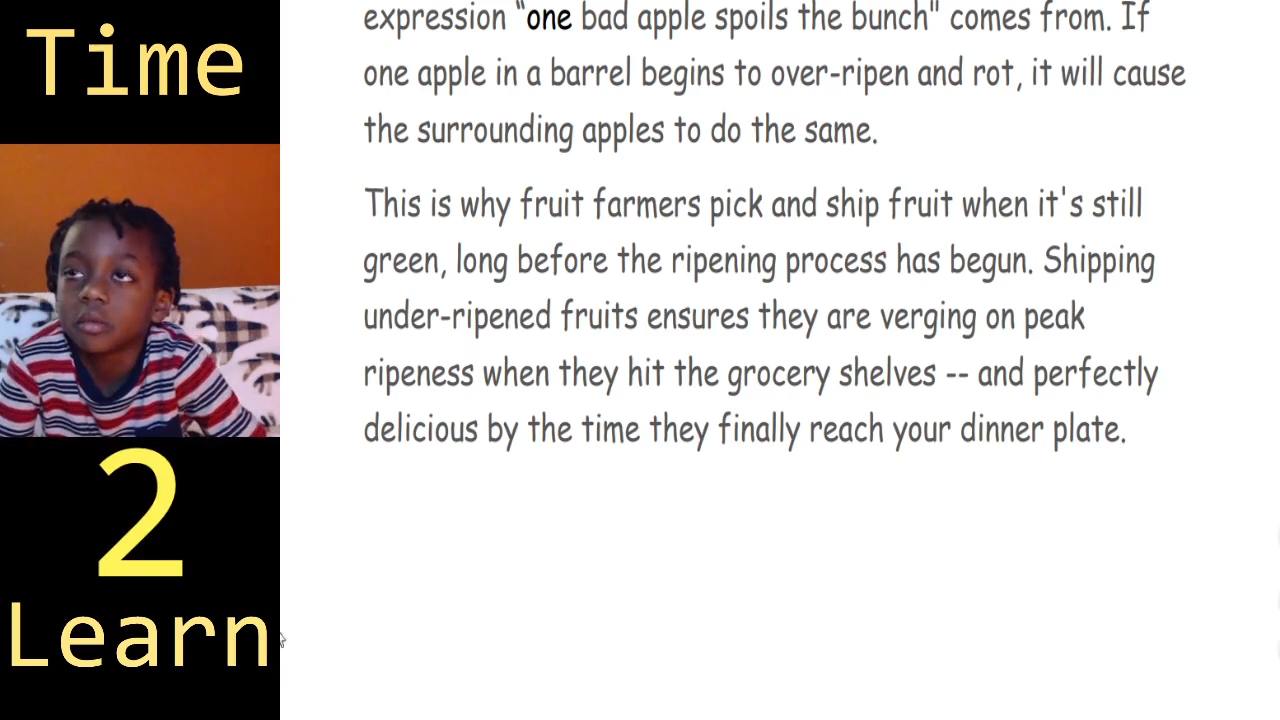 Time
2
Learn
expression “one bad apple spoils the bunch" comes from. If
one apple in a barrel begins to over-ripen and rot, it will cause
the surrounding apples to do the same.
This is why fruit farmers pick and ship fruit when it's still
green, long before the ripening process has begun. Shipping
under-ripened fruits ensures they are verging on peak
ripeness when they hit the grocery shelves -- and perfectly
delicious by the time they finally reach your dinner plate.